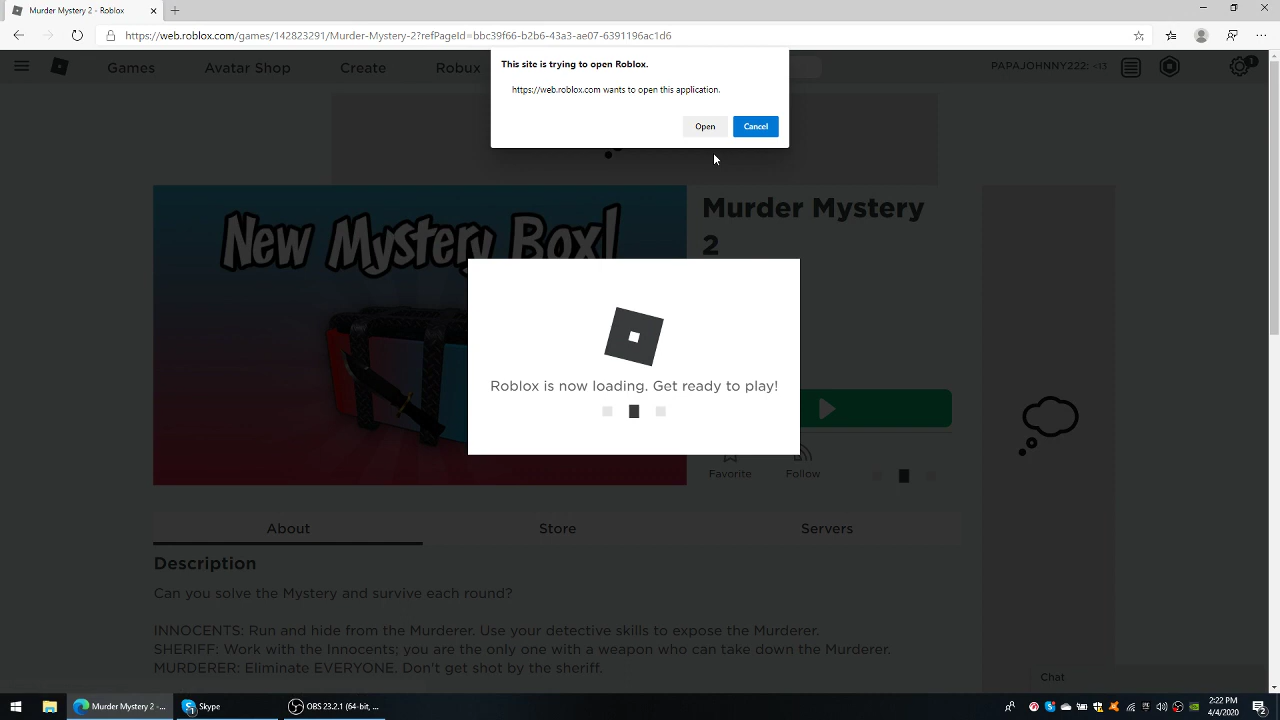 Murder Mystery 2 - Roblox
https://web.roblox.com/games/142823291/Murder-Mystery-2?refPageId=bbc39f66-b2b6-43a3-ae07-6391196ac1d6
This site is trying to open Roblox.
https://web.roblox.com wants to open this application.
Open Cancel
Games Avatar Shop Create Robux
PAPAJOHNNY222: <13
1
New Mystery Box!
Murder Mystery
2
Roblox is now loading. Get ready to play!
Favorite Follow
About Store Servers
Description
Can you solve the Mystery and survive each round?
INNOCENTS: Run and hide from the Murderer. Use your detective skills to expose the Murderer.
SHERIFF: Work with the Innocents; you are the only one with a weapon who can take down the Murderer.
MURDERER: Eliminate EVERYONE. Don't get shot by the sheriff.
Chat
Murder Mystery 2 -... Skype OBS 23.2.1 (64-bit, ...
2:22 PM
4/4/2020
2